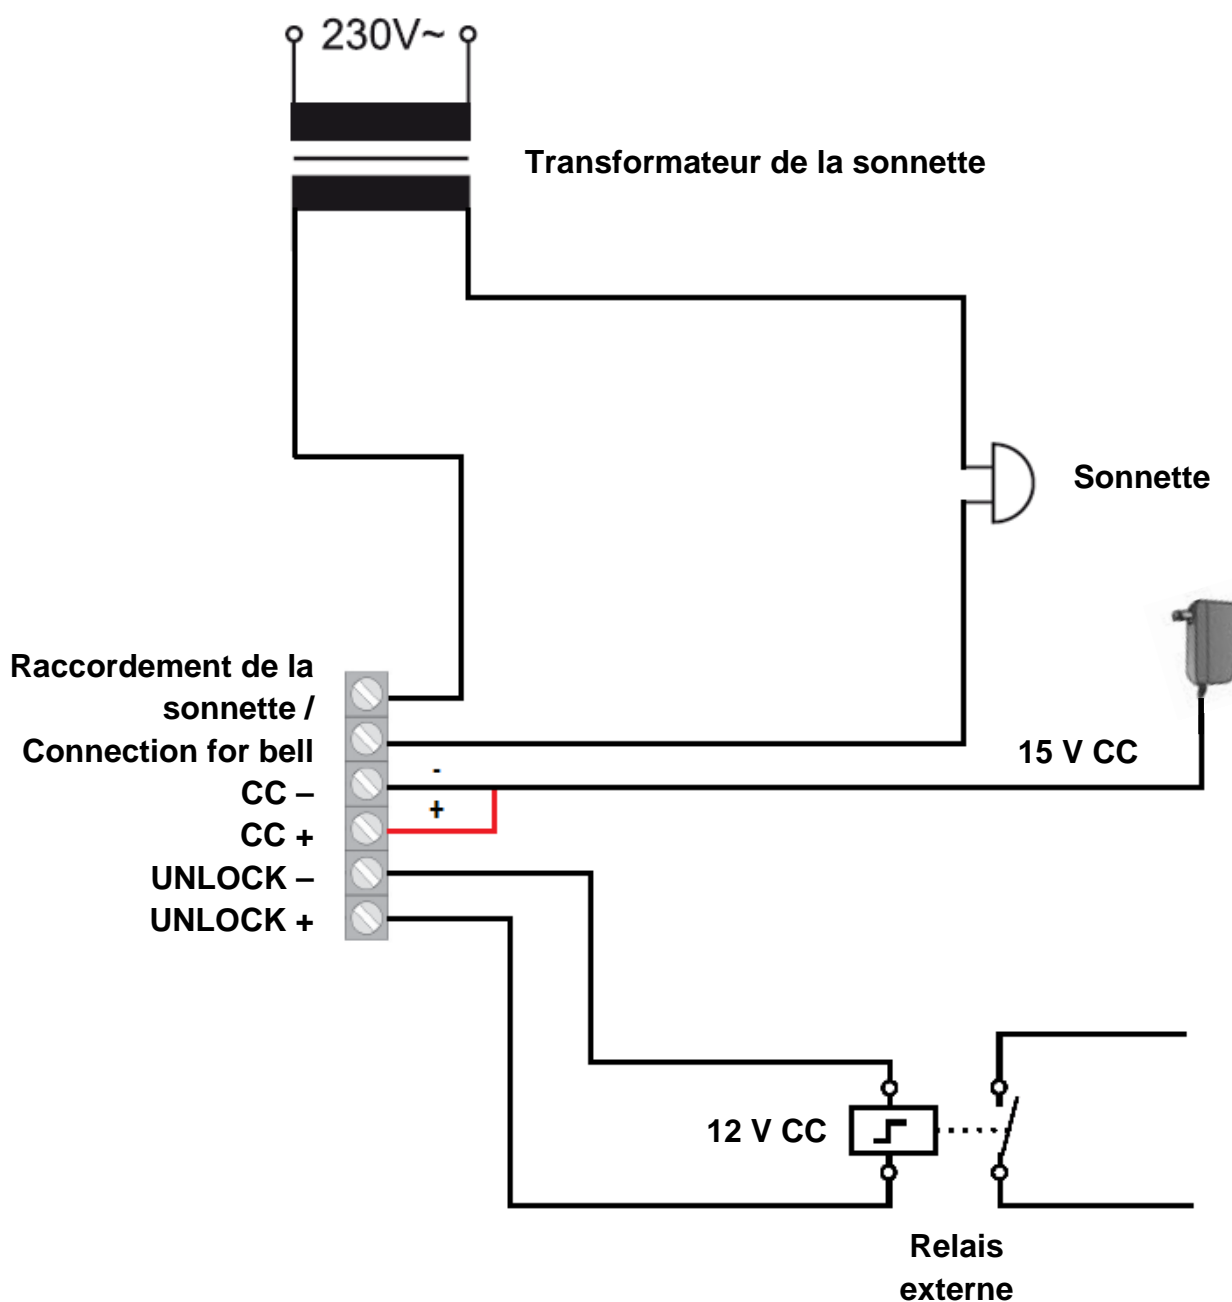 230V~
Transformateur de la sonnette
Sonnette
Raccordement de la
sonnette /
Connection for bell
15 V CC
CC –
-
+
CC +
UNLOCK –
UNLOCK +
12 V CC
Relais
externe